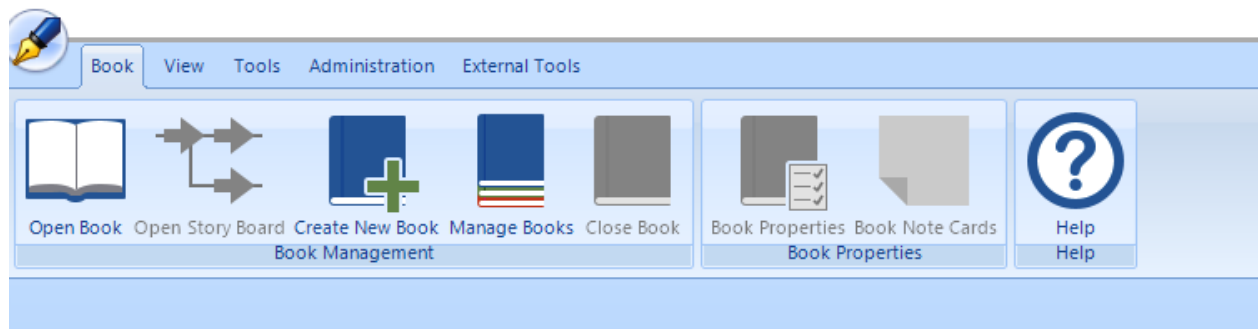 Book View Tools Administration External Tools
Open Book Open Story Board Create New Book Manage Books Close Book Book Properties Book Note Cards Help
Book Management Book Properties Help